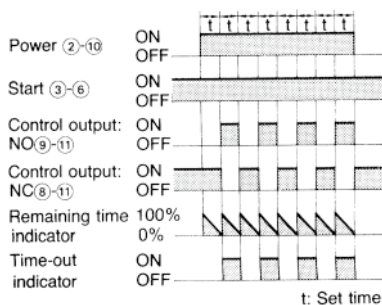 t t t t t t t t
Power ②-⑩ ON
OFF
Start ③-⑥ ON
OFF
Control output: ON
NO⑨-⑪ OFF
Control output: ON
NC⑧-⑪ OFF
Remaining time 100%
indicator 0%
Time-out ON
indicator OFF
t: Set time